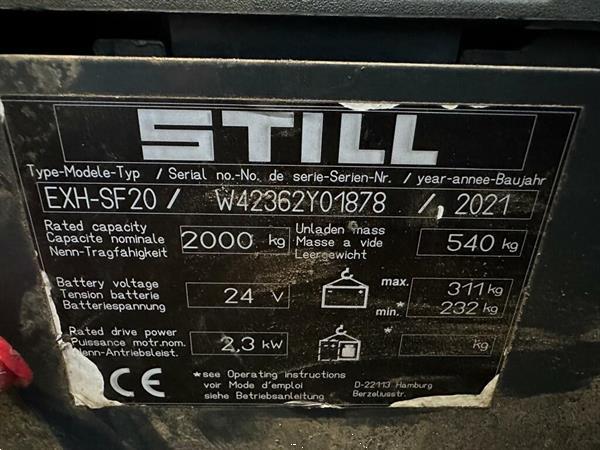 STILL
Type-Modele-Typ / Serial no.-No. de serie-Serien-Nr. / year-annee-Baujahr
EXH-SF20 / W42362Y01878 /, 2021
Rated capacity
Capacite nominale
Nenn-Tragfähigkeit
2000 kg
Unladen mass
Masse a vide
Leergewicht
540 kg
Battery voltage
Tension batterie
Batteriespannung
24 V
max. 311 kg
* min. 232 kg
Rated drive power
Puissance motr.nom.
Nenn-Antriebsleist.
2,3 kW
* kg
CE
*see Operating instructions
voir Mode d'emploi
siehe Betriebsanleitung
D-22113 Hamburg
Berzeliusstr.